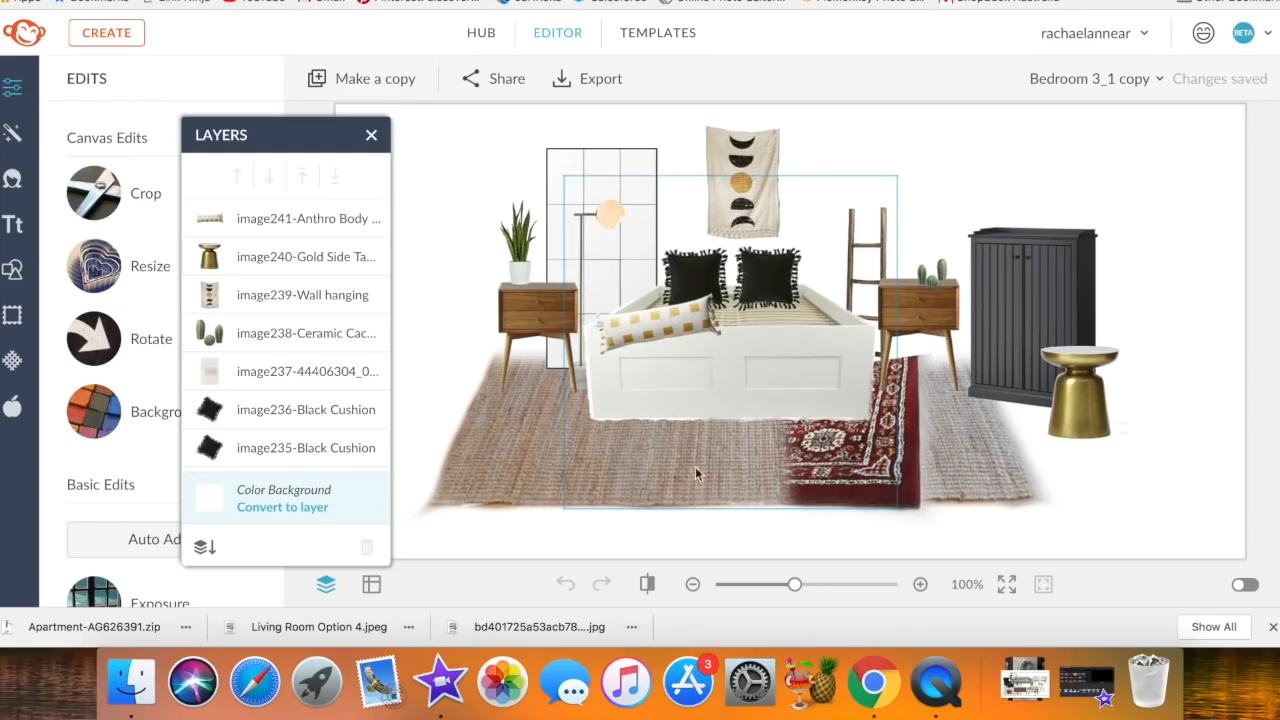 CREATE
HUB
EDITOR
TEMPLATES
rachaelannear
BETA
EDITS
Make a copy
Share
Export
Bedroom 3_1 copy
Changes saved
Canvas Edits
Crop
Resize
Rotate
Backgro
Basic Edits
Auto Ad
Exposure
Tt
LAYERS
image241-Anthro Body ...
image240-Gold Side Ta...
image239-Wall hanging
image238-Ceramic Cac...
image237-44406304_0...
image236-Black Cushion
image235-Black Cushion
Color Background
Convert to layer
100%
Apartment-AG626391.zip
Living Room Option 4.jpeg
bd401725a53acb78....jpg
Show All
3